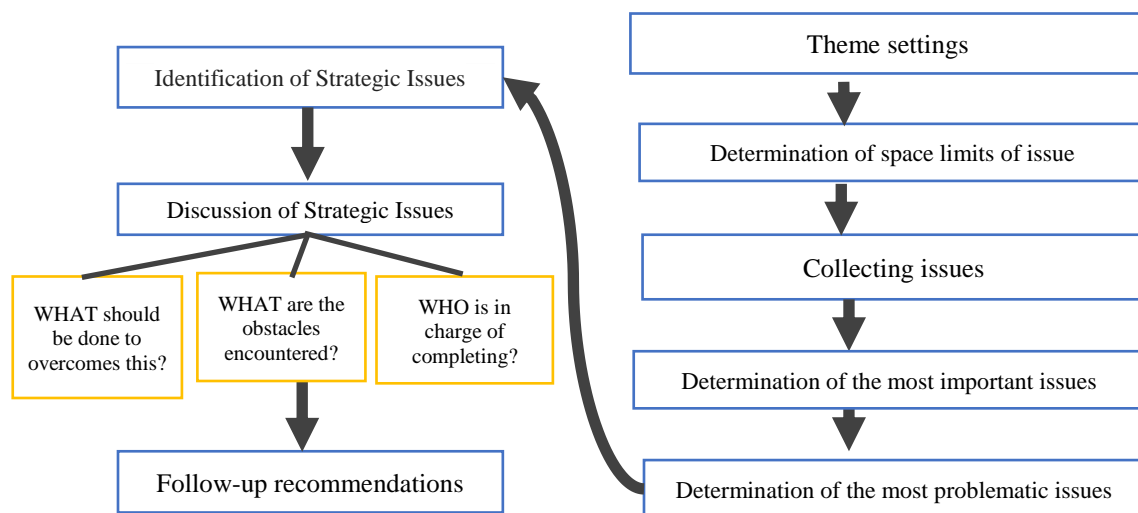 Identification of Strategic Issues
Discussion of Strategic Issues
WHAT should
be done to
overcomes this?
WHAT are the
obstacles
encountered?
WHO is in
charge of
completing?
Follow-up recommendations
Theme settings
Determination of space limits of issue
Collecting issues
Determination of the most important issues
Determination of the most problematic issues